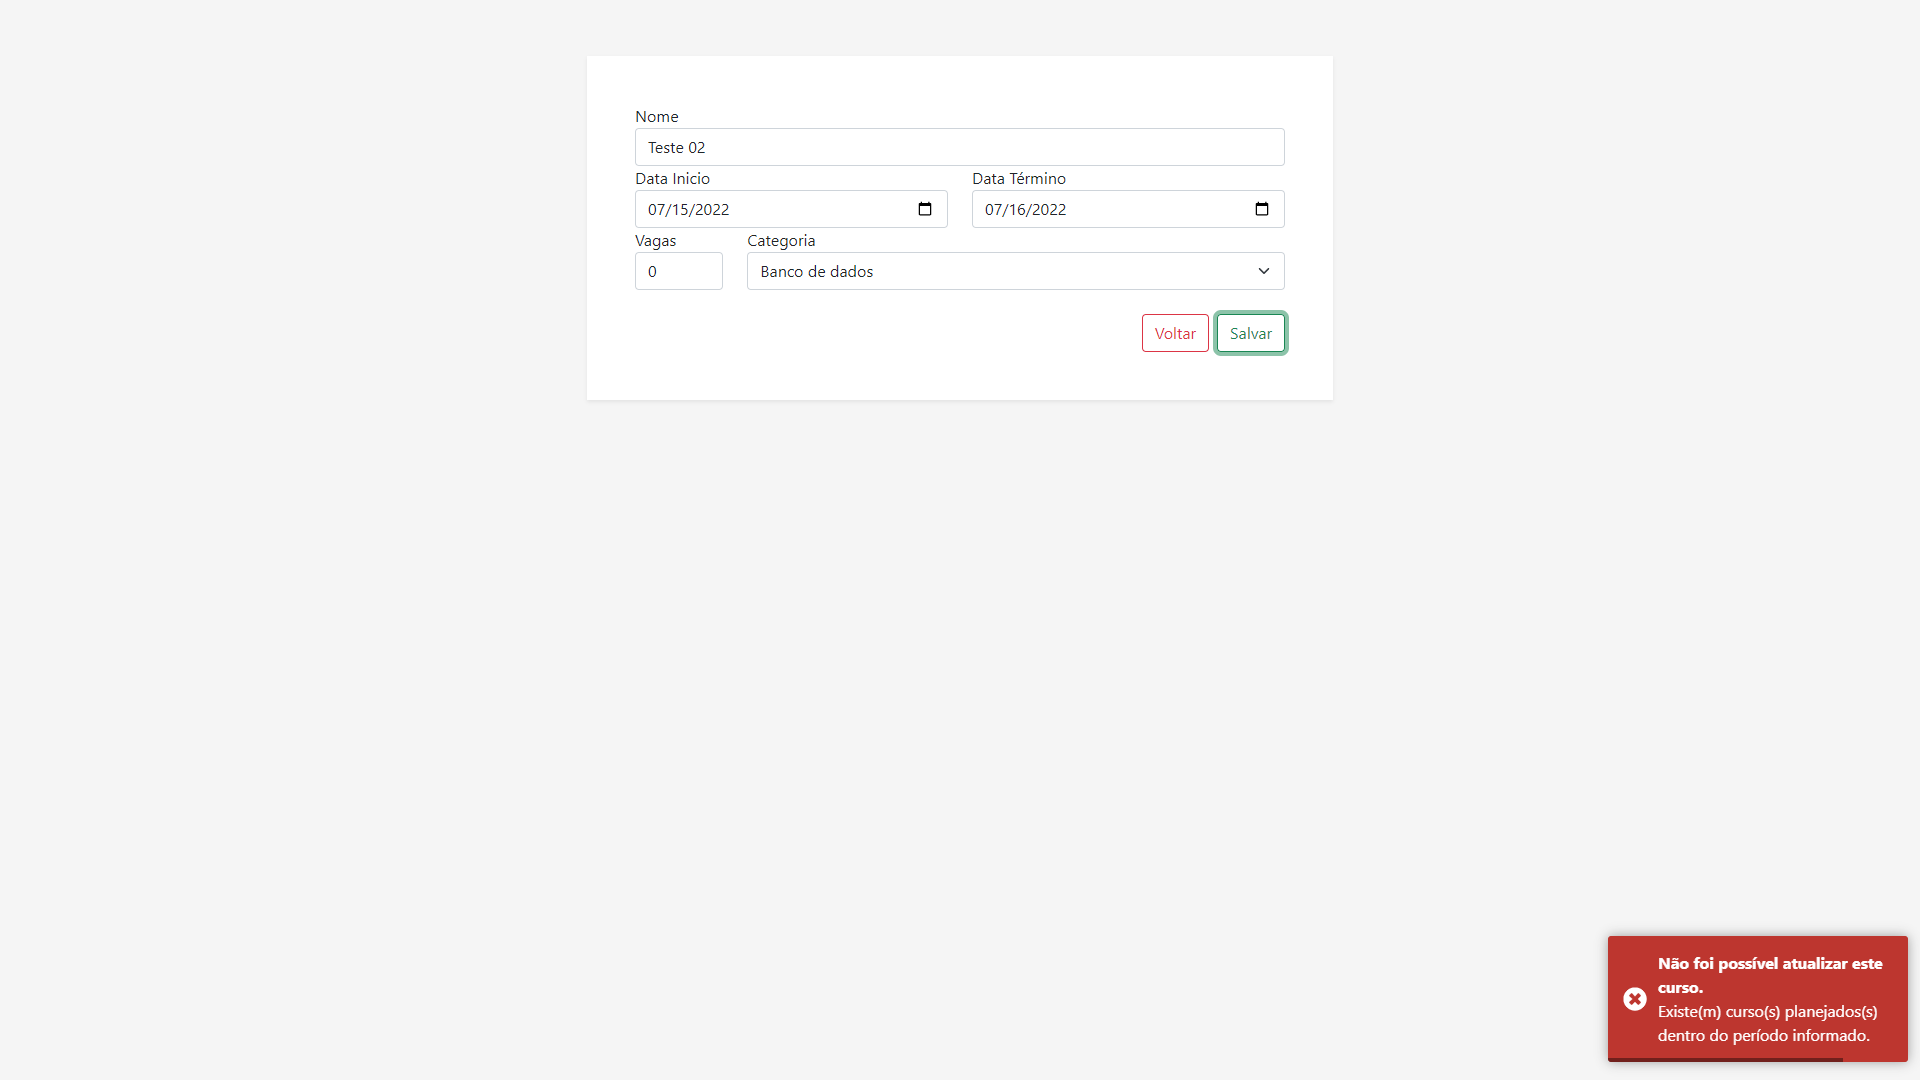 Nome
Teste 02
Data Inicio
Data Término
07/15/2022
07/16/2022
Vagas
Categoria
0
Banco de dados
Voltar
Salvar
Não foi possível atualizar este
curso.
Existe(m) curso(s) planejados(s)
dentro do período informado.